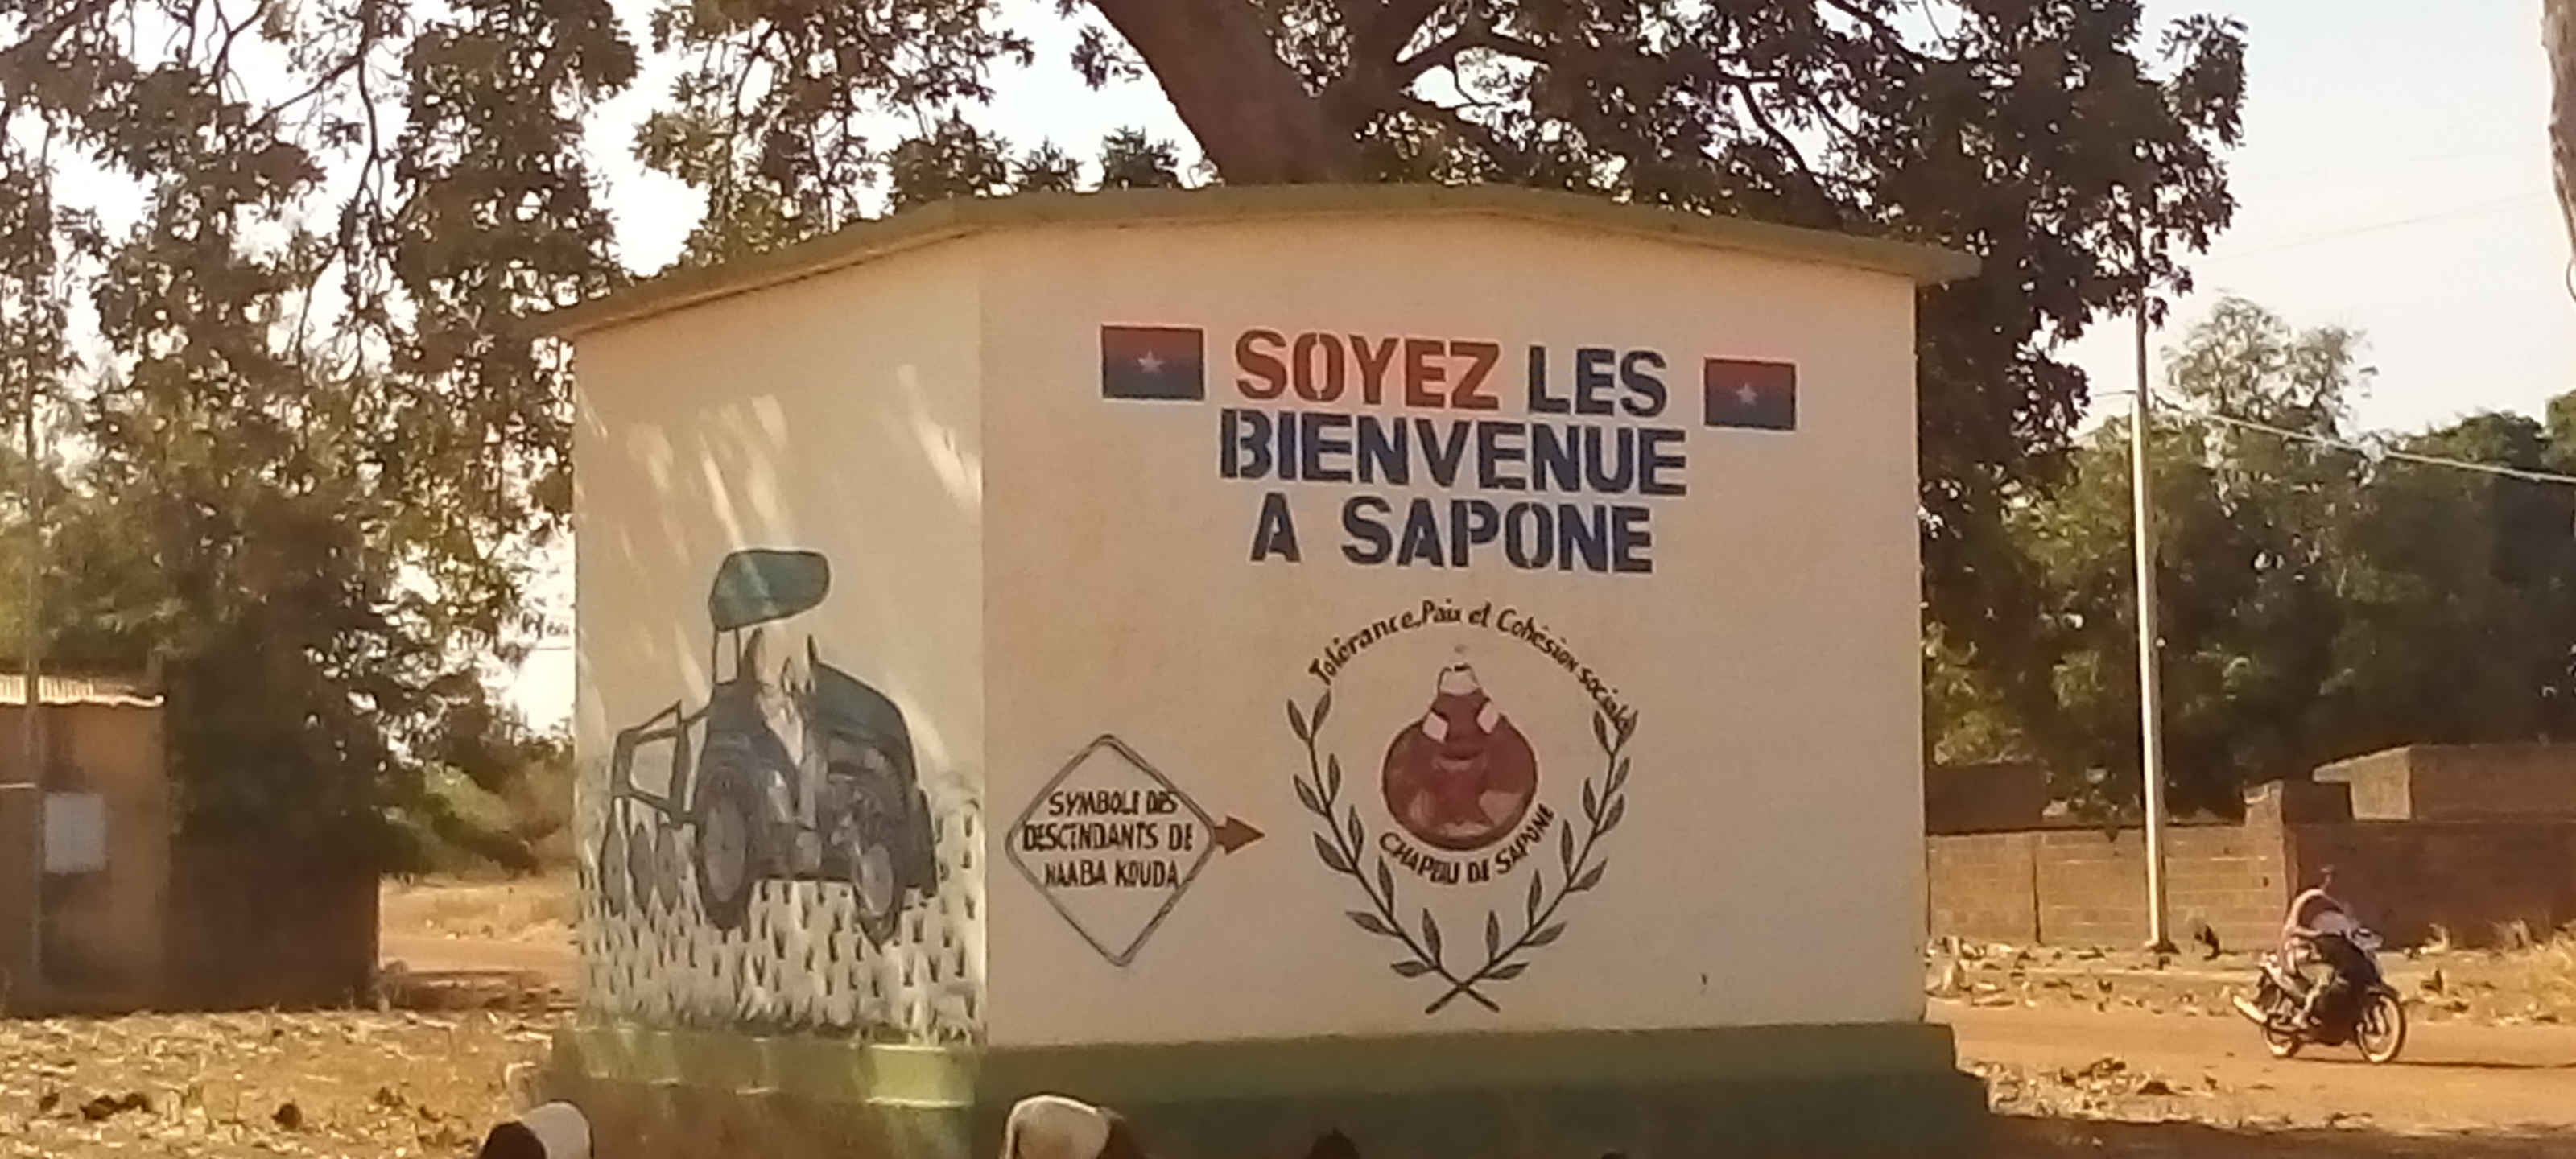 SOYEZ LES
BIENVENUE
A SAPONE
Tolérance, Paix et Cohésion sociale
CHAPEAU DE SAPONE
SYMBOLE DES
DESCENDANTS DE
NAABA KOUDA